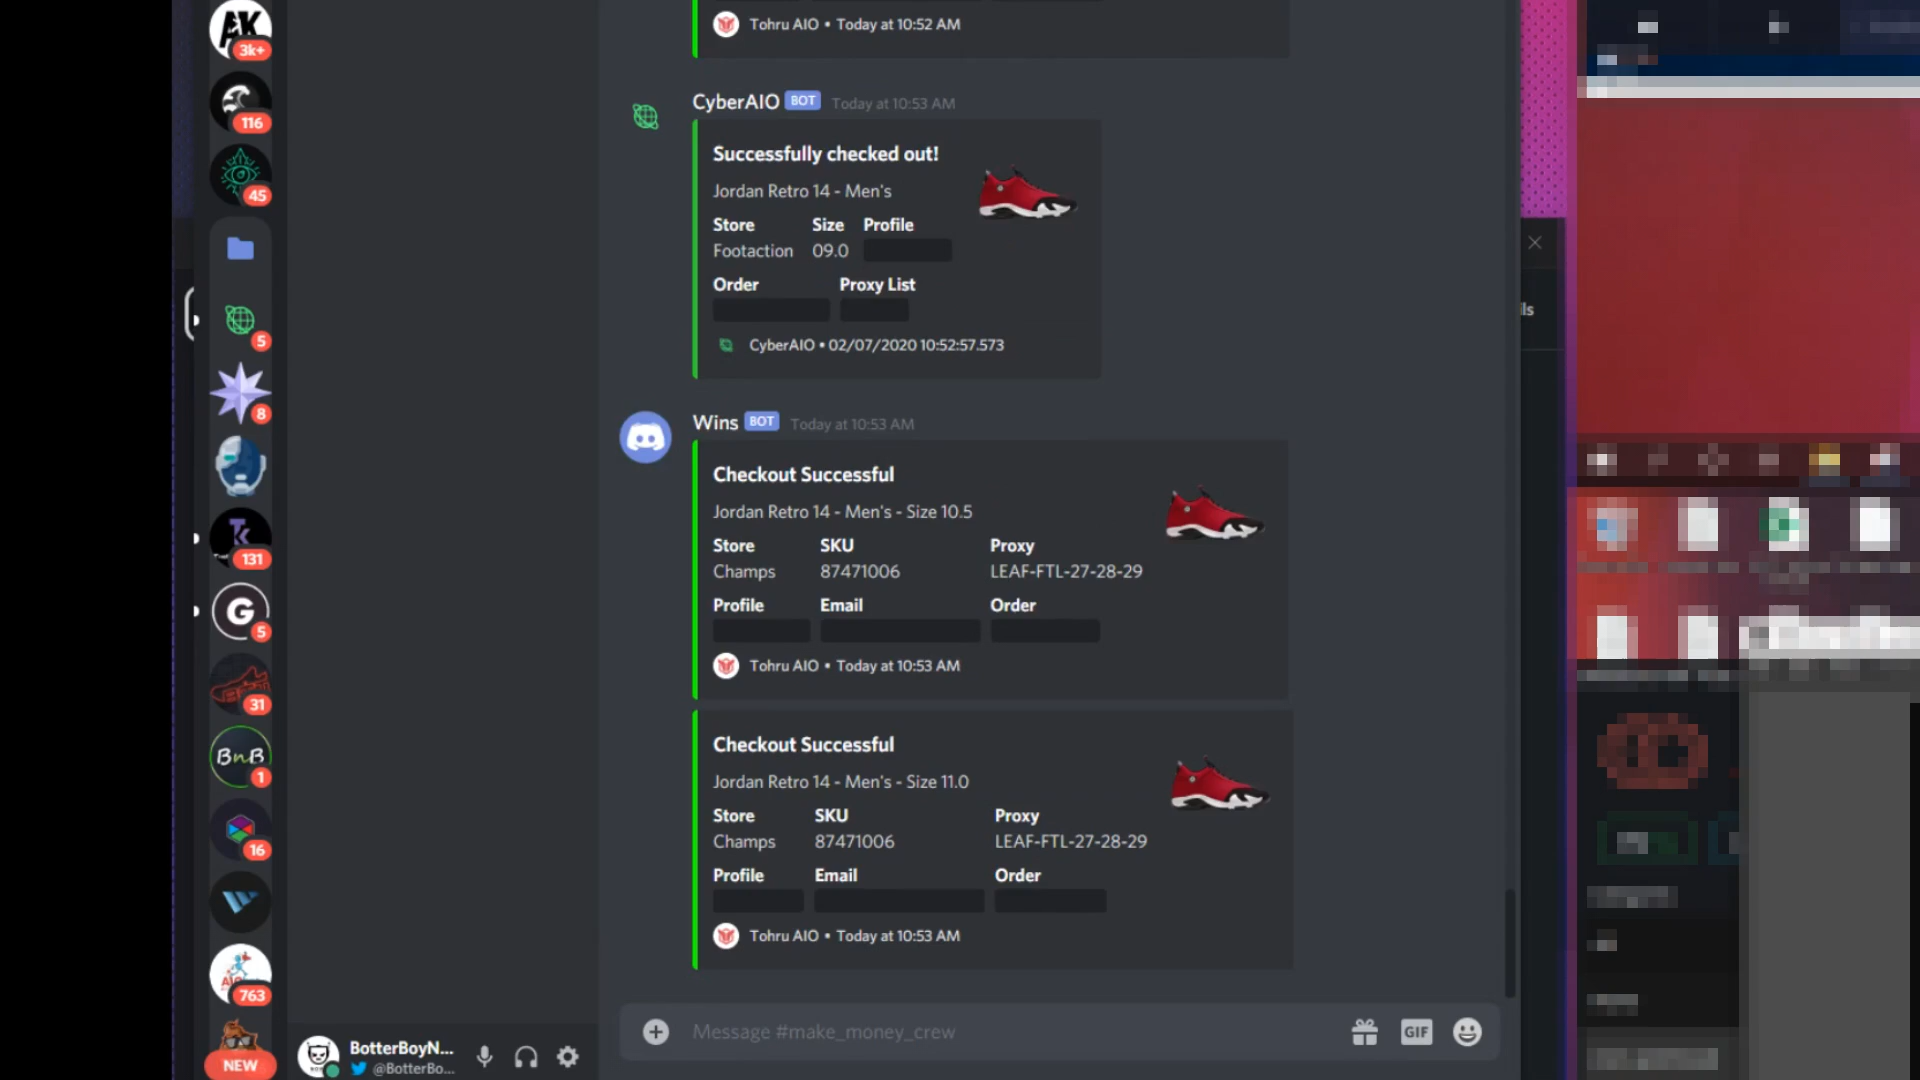 AK
3k+
116
45
5
8
TK
131
G
5
31
BnB
1
16
763
NEW
Tohru AIO • Today at 10:52 AM
CyberAIO BOT Today at 10:53 AM
Successfully checked out!
Jordan Retro 14 - Men's
Store Size Profile
Footaction 09.0
Order Proxy List
CyberAIO • 02/07/2020 10:52:57.573
Wins BOT Today at 10:53 AM
Checkout Successful
Jordan Retro 14 - Men's - Size 10.5
Store SKU Proxy
Champs 87471006 LEAF-FTL-27-28-29
Profile Email Order
Tohru AIO • Today at 10:53 AM
Checkout Successful
Jordan Retro 14 - Men's - Size 11.0
Store SKU Proxy
Champs 87471006 LEAF-FTL-27-28-29
Profile Email Order
Tohru AIO • Today at 10:53 AM
Message #make_money_crew
GIF
BotterBoyN...
@BotterBo...
ls